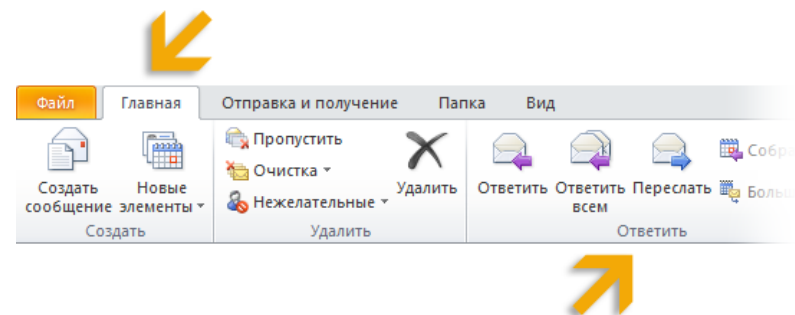 Файл Главная Отправка и получение Папка Вид
Создать сообщение
Новые элементы
Пропустить
Очистка
Нежелательные
Удалить
Ответить
Ответить всем
Переслать
Создать
Удалить
Ответить